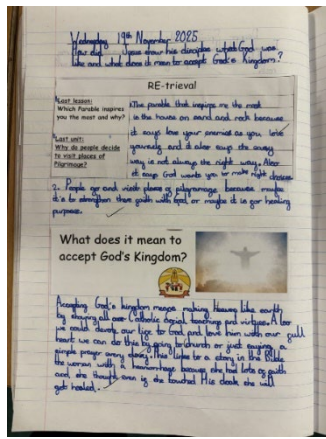 Wednesday 19th November 2025
How did Jesus show his disciples what God was
like and what does it mean to accept God's Kingdom?
RE-trieval
Last lesson:
Which Parable inspires
you the most and why?
Last unit:
Why do people decide
to visit places of
Pilgrimage?
The parable that inspires me the most
is the house on sand and rock because
it says love your enemies as you, love
yourself and it also says the easy
way is not always the right way. Also
it says God wants you to make right choices
2. People go and visit places of pilgrimage because maybe
it's to strengthen their faith with God, or maybe it is for healing
purposes.
What does it mean to
accept God's Kingdom?
Accepting God's kingdom means making Heaven like earth
by showing all our Catholic Social teachings and virtues. Also
we could devote our life to God and love him with our full
heart we can do this by going to church or just saying a
simple prayer every day. This links to a story in the Bible
the woman with a haemorrhage because she had lots of faith
and she thought even if she touched His cloak she will
get healed.